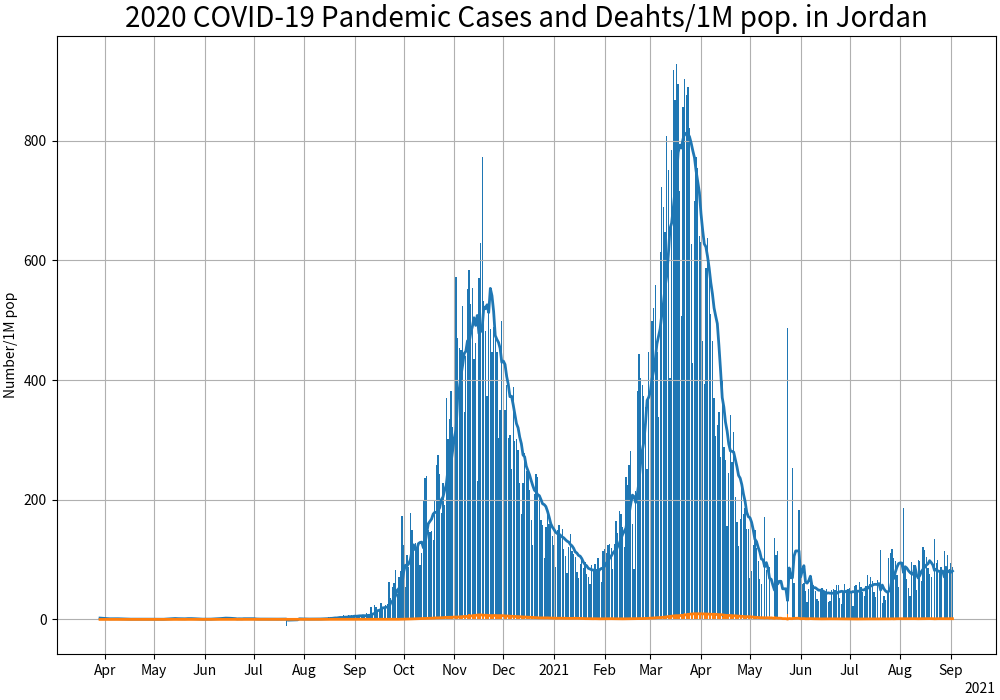 2020 COVID-19 Pandemic Cases and Deahts/1M pop. in Jordan
Number/1M pop
800
600
400
200
0
Apr May Jun Jul Aug Sep Oct Nov Dec 2021 Feb Mar Apr May Jun Jul Aug Sep
2021